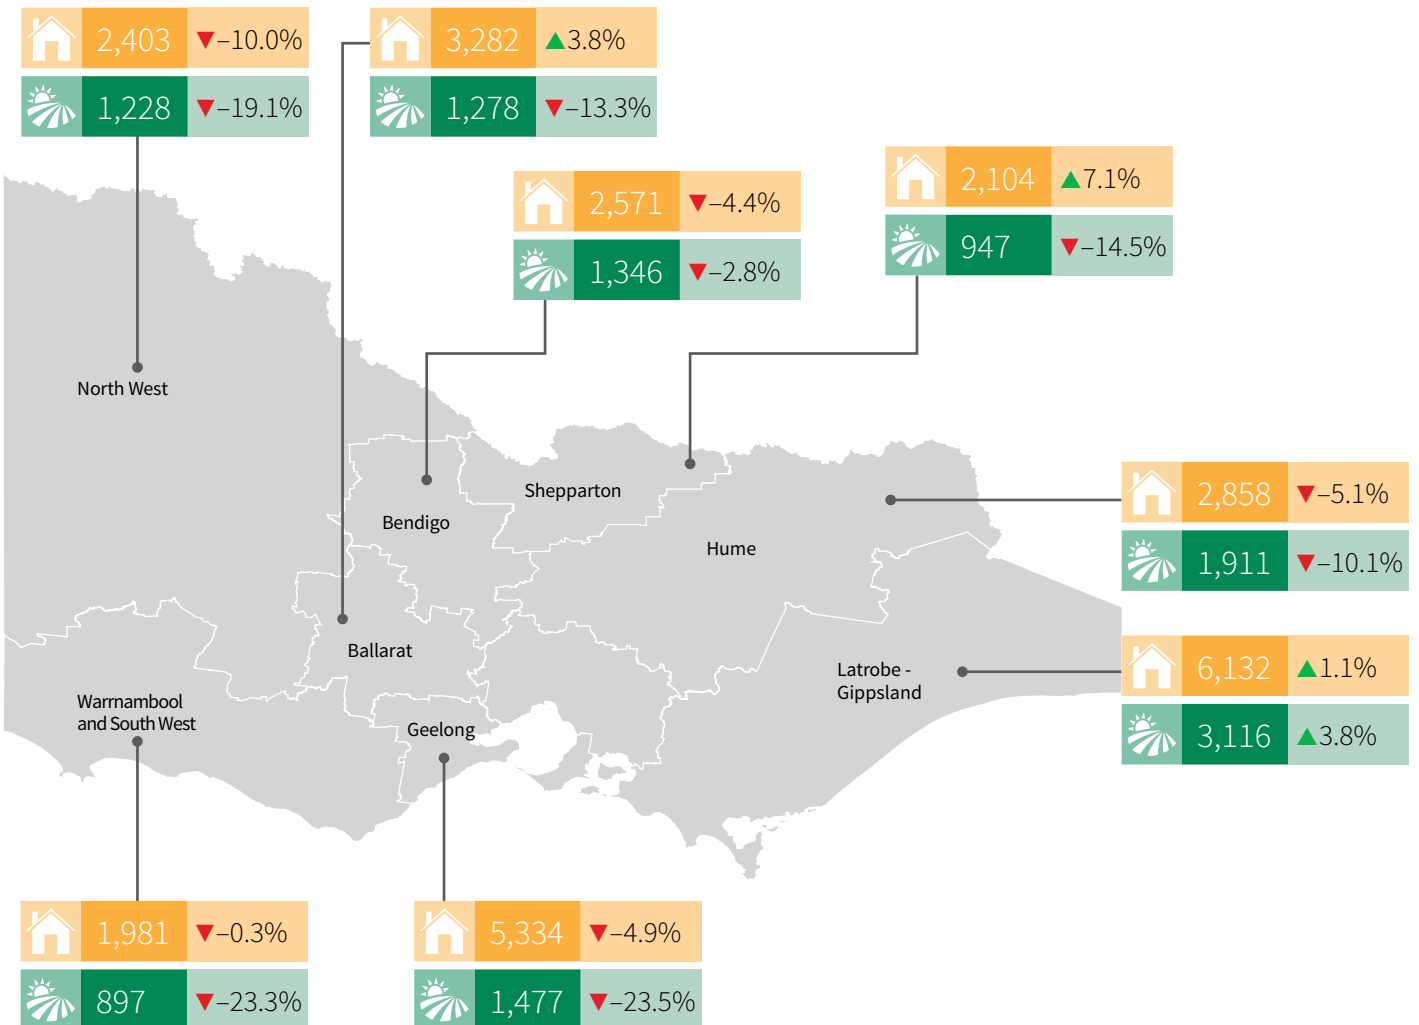 2,403 ▼–10.0%
1,228 ▼–19.1%
3,282 ▲3.8%
1,278 ▼–13.3%
2,571 ▼–4.4%
1,346 ▼–2.8%
2,104 ▲7.1%
947 ▼–14.5%
North West
Shepparton
Bendigo
Hume
2,858 ▼–5.1%
1,911 ▼–10.1%
Ballarat
Latrobe -
Gippsland
6,132 ▲1.1%
3,116 ▲3.8%
Warrnambool
and South West
Geelong
1,981 ▼–0.3%
897 ▼–23.3%
5,334 ▼–4.9%
1,477 ▼–23.5%